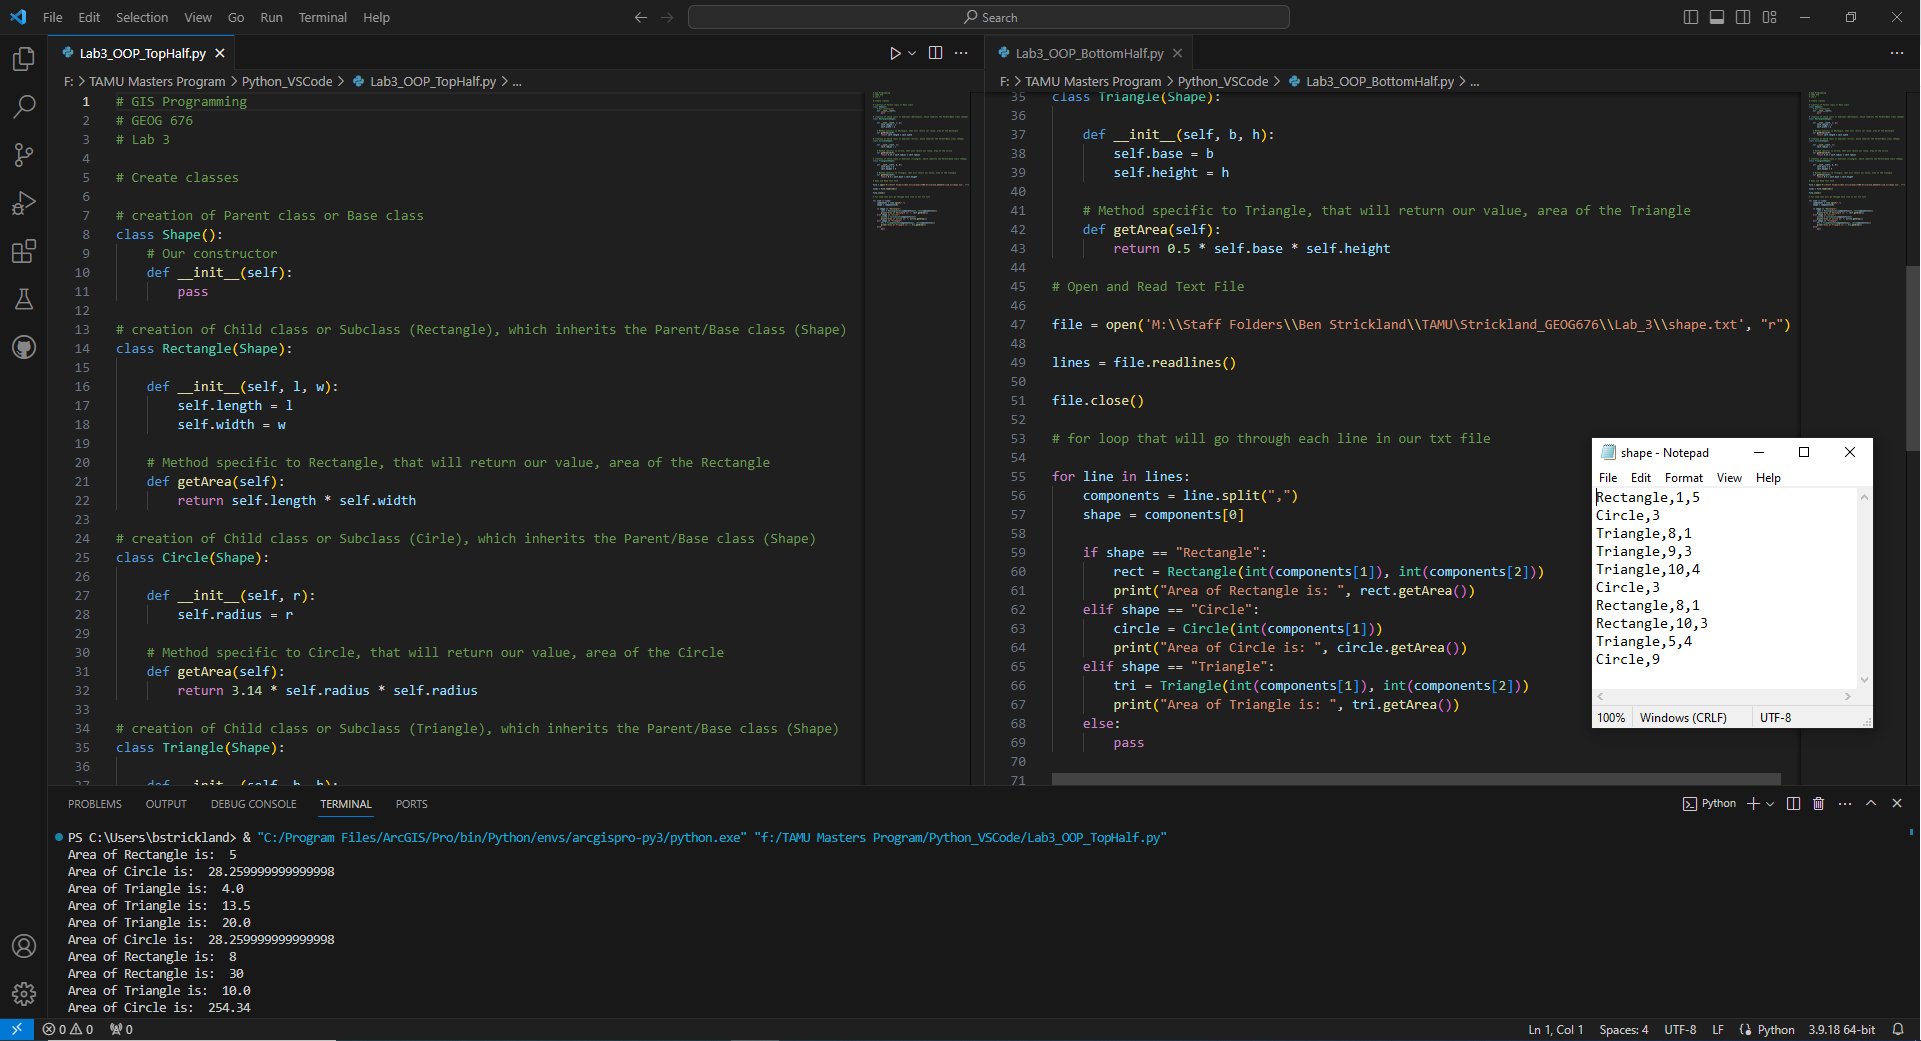 File Edit Selection View Go Run Terminal Help
Search
Lab3_OOP_TopHalf.py
F: > TAMU Masters Program > Python_VSCode > Lab3_OOP_TopHalf.py > ...
1 # GIS Programming
2 # GEOG 676
3 # Lab 3
4
5 # Create classes
6
7 # creation of Parent class or Base class
8 class Shape():
9 # Our constructor
10 def __init__(self):
11 pass
12
13 # creation of Child class or Subclass (Rectangle), which inherits the Parent/Base class (Shape)
14 class Rectangle(Shape):
15
16 def __init__(self, l, w):
17 self.length = l
18 self.width = w
19
20 # Method specific to Rectangle, that will return our value, area of the Rectangle
21 def getArea(self):
22 return self.length * self.width
23
24 # creation of Child class or Subclass (Cirle), which inherits the Parent/Base class (Shape)
25 class Circle(Shape):
26
27 def __init__(self, r):
28 self.radius = r
29
30 # Method specific to Circle, that will return our value, area of the Circle
31 def getArea(self):
32 return 3.14 * self.radius * self.radius
33
34 # creation of Child class or Subclass (Triangle), which inherits the Parent/Base class (Shape)
35 class Triangle(Shape):
36
37 def __init__(self, b, h):
Lab3_OOP_BottomHalf.py
F: > TAMU Masters Program > Python_VSCode > Lab3_OOP_BottomHalf.py > ...
35 class Triangle(Shape):
36
37 def __init__(self, b, h):
38 self.base = b
39 self.height = h
40
41 # Method specific to Triangle, that will return our value, area of the Triangle
42 def getArea(self):
43 return 0.5 * self.base * self.height
44
45 # Open and Read Text File
46
47 file = open('M:\\Staff Folders\\Ben Strickland\\TAMU\Strickland_GEOG676\\Lab_3\\shape.txt', "r")
48
49 lines = file.readlines()
50
51 file.close()
52
53 # for loop that will go through each line in our txt file
54
55 for line in lines:
56 components = line.split(",")
57 shape = components[0]
58
59 if shape == "Rectangle":
60 rect = Rectangle(int(components[1]), int(components[2]))
61 print("Area of Rectangle is: ", rect.getArea())
62 elif shape == "Circle":
63 circle = Circle(int(components[1]))
64 print("Area of Circle is: ", circle.getArea())
65 elif shape == "Triangle":
66 tri = Triangle(int(components[1]), int(components[2]))
67 print("Area of Triangle is: ", tri.getArea())
68 else:
69 pass
70
71
shape - Notepad
File Edit Format View Help
Rectangle,1,5
Circle,3
Triangle,8,1
Triangle,9,3
Triangle,10,4
Circle,3
Rectangle,8,1
Rectangle,10,3
Triangle,5,4
Circle,9
100% Windows (CRLF) UTF-8
PROBLEMS OUTPUT DEBUG CONSOLE TERMINAL PORTS
Python
PS C:\Users\bstrickland> & "C:/Program Files/ArcGIS/Pro/bin/Python/envs/arcgispro-py3/python.exe" "f:/TAMU Masters Program/Python_VSCode/Lab3_OOP_TopHalf.py"
Area of Rectangle is:  5
Area of Circle is:  28.259999999999998
Area of Triangle is:  4.0
Area of Triangle is:  13.5
Area of Triangle is:  20.0
Area of Circle is:  28.259999999999998
Area of Rectangle is:  8
Area of Rectangle is:  30
Area of Triangle is:  10.0
Area of Circle is:  254.34
0 0 0
Ln 1, Col 1 Spaces: 4 UTF-8 LF Python 3.9.18 64-bit